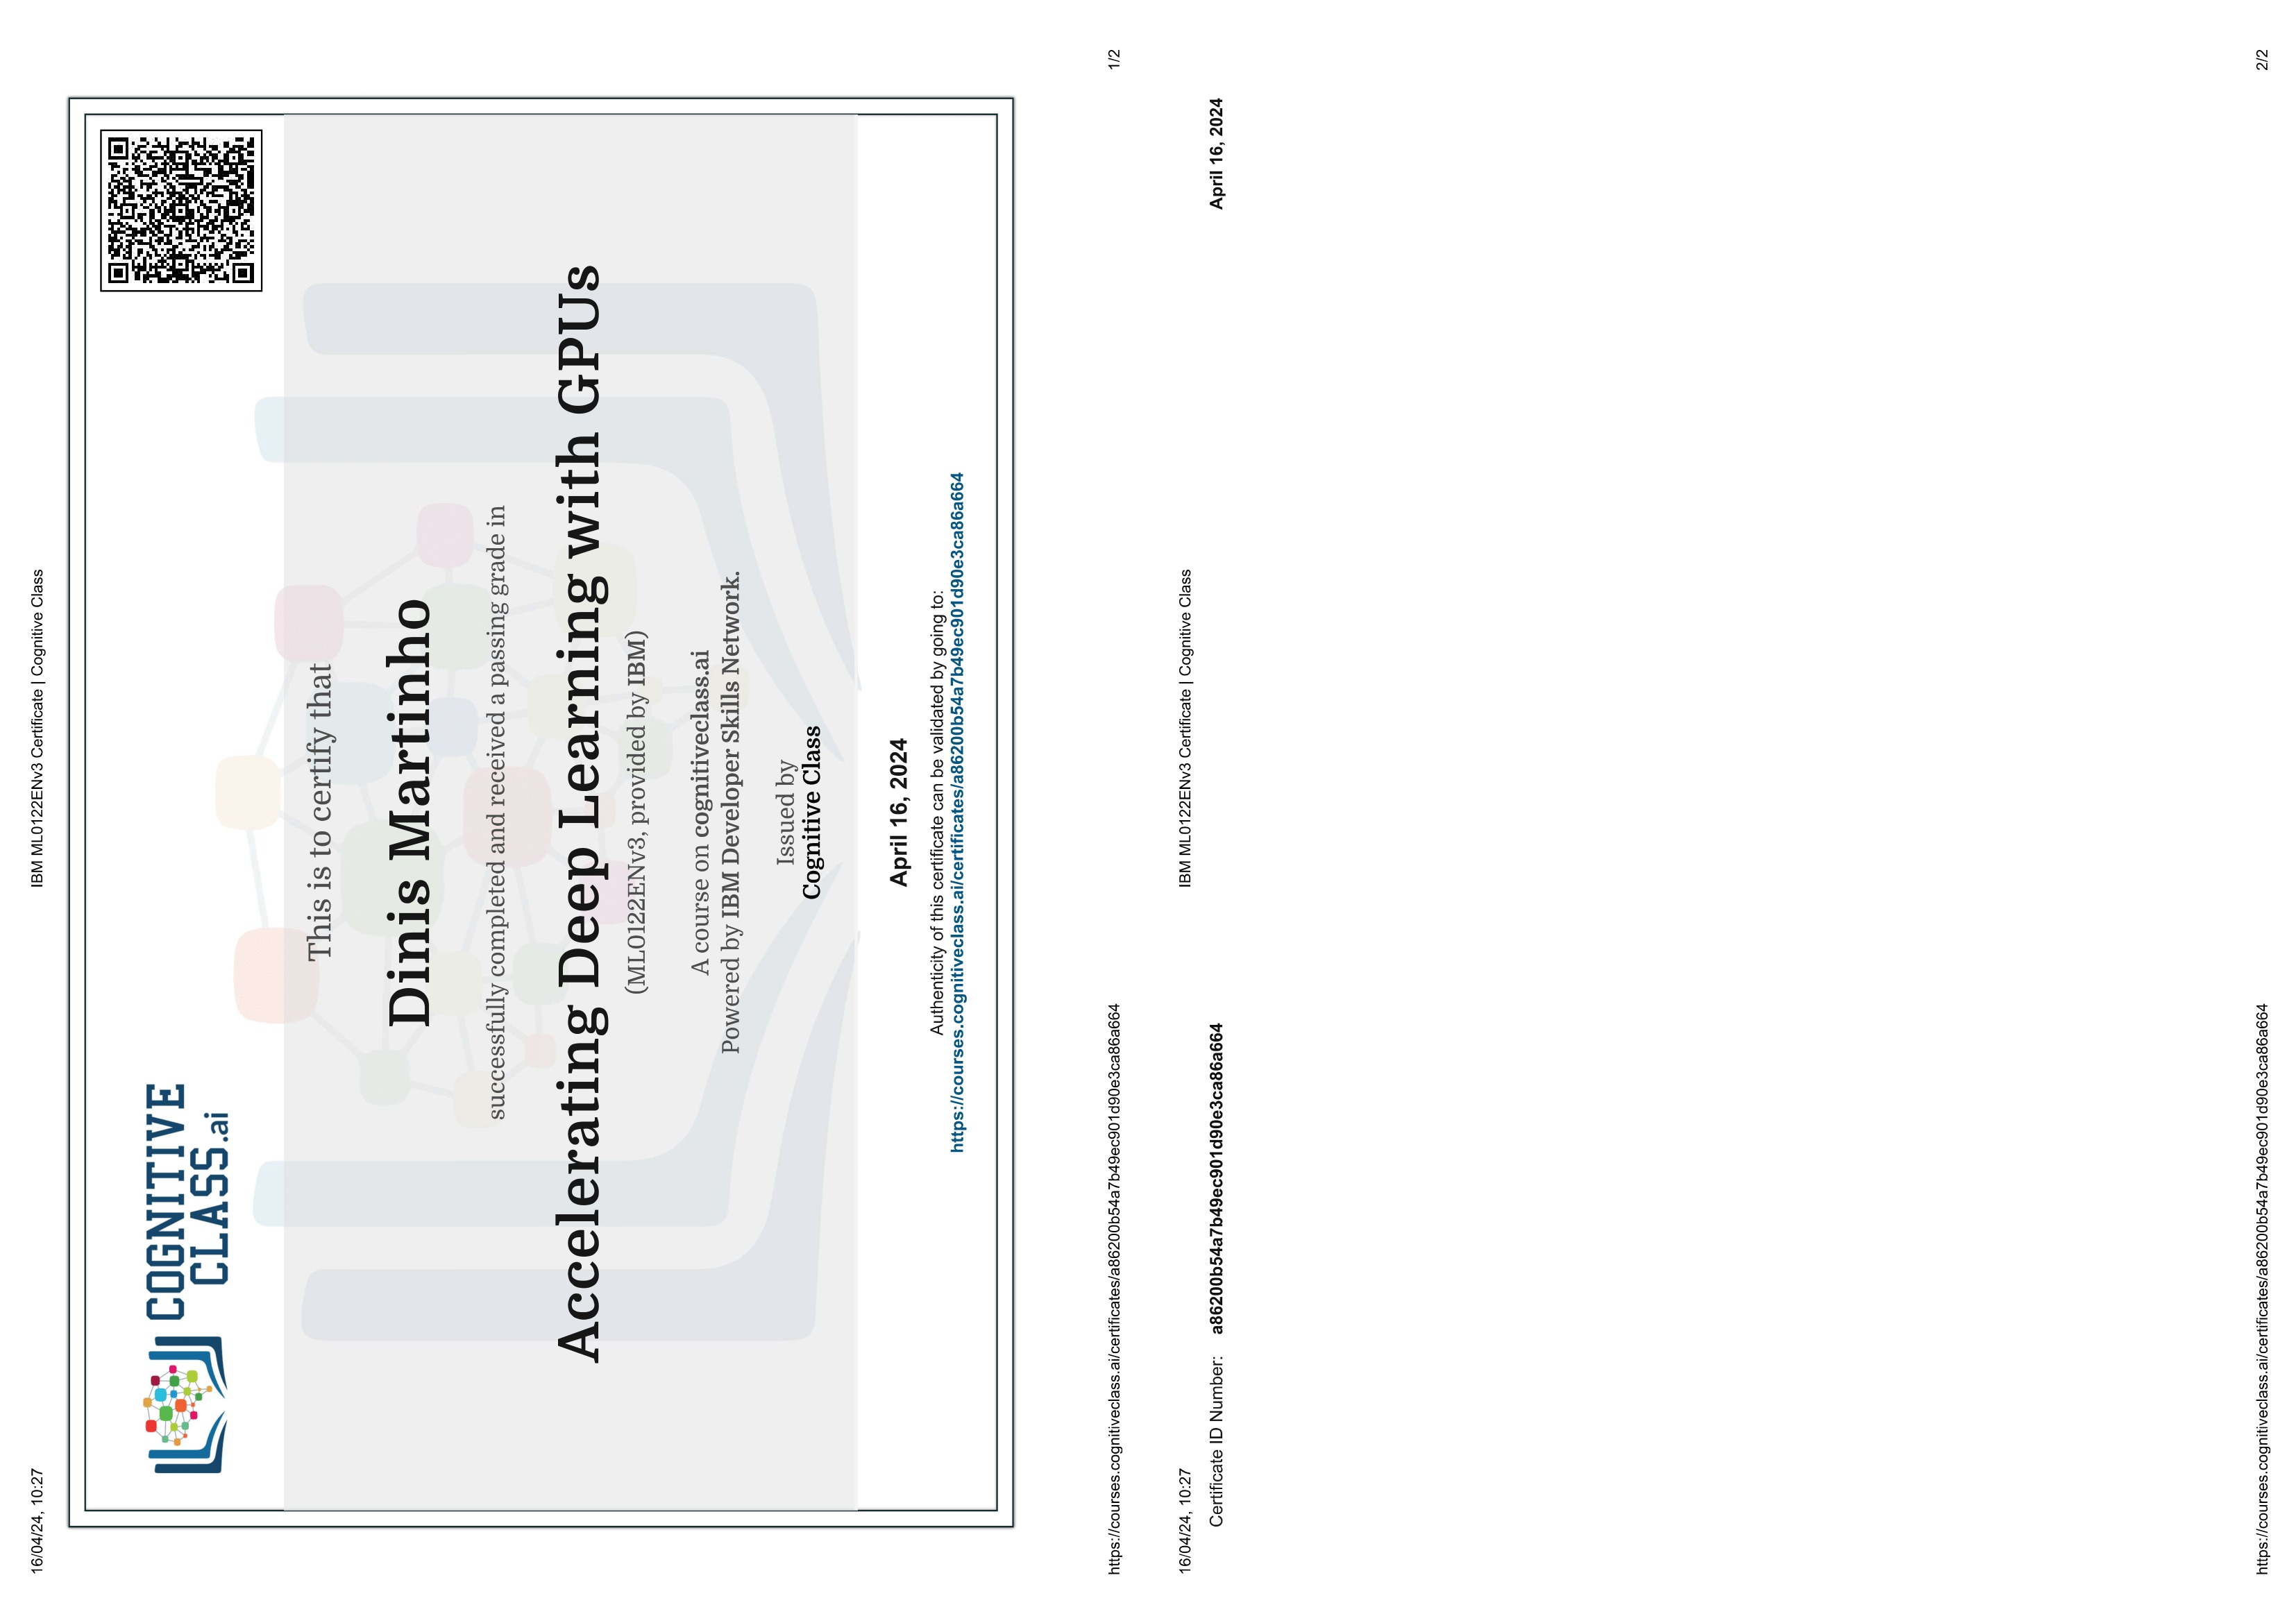 16/04/24, 10:27
IBM ML0122ENv3 Certificate | Cognitive Class
COGNITIVE
CLASS.ai
This is to certify that
Dinis Martinho
successfully completed and received a passing grade in
Accelerating Deep Learning with GPUs
(ML0122ENv3, provided by IBM)
A course on cognitiveclass.ai
Powered by IBM Developer Skills Network.
Issued by
Cognitive Class
April 16, 2024
Authenticity of this certificate can be validated by going to:
https://courses.cognitiveclass.ai/certificates/a86200b54a7b49ec901d90e3ca86a664
https://courses.cognitiveclass.ai/certificates/a86200b54a7b49ec901d90e3ca86a664
1/2
16/04/24, 10:27
IBM ML0122ENv3 Certificate | Cognitive Class
Certificate ID Number: a86200b54a7b49ec901d90e3ca86a664
April 16, 2024
https://courses.cognitiveclass.ai/certificates/a86200b54a7b49ec901d90e3ca86a664
2/2